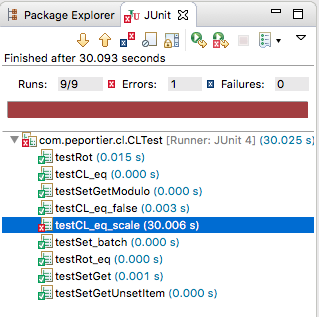 Package Explorer JUnit
Finished after 30.093 seconds
Runs: 9/9 Errors: 1 Failures: 0
com.peportier.cl.CLTest [Runner: JUnit 4] (30.025 s)
testRot (0.015 s)
testCL_eq (0.000 s)
testSetGetModulo (0.000 s)
testCL_eq_false (0.003 s)
testCL_eq_scale (30.006 s)
testSet_batch (0.000 s)
testRot_eq (0.000 s)
testSetGet (0.001 s)
testSetGetUnsetItem (0.000 s)